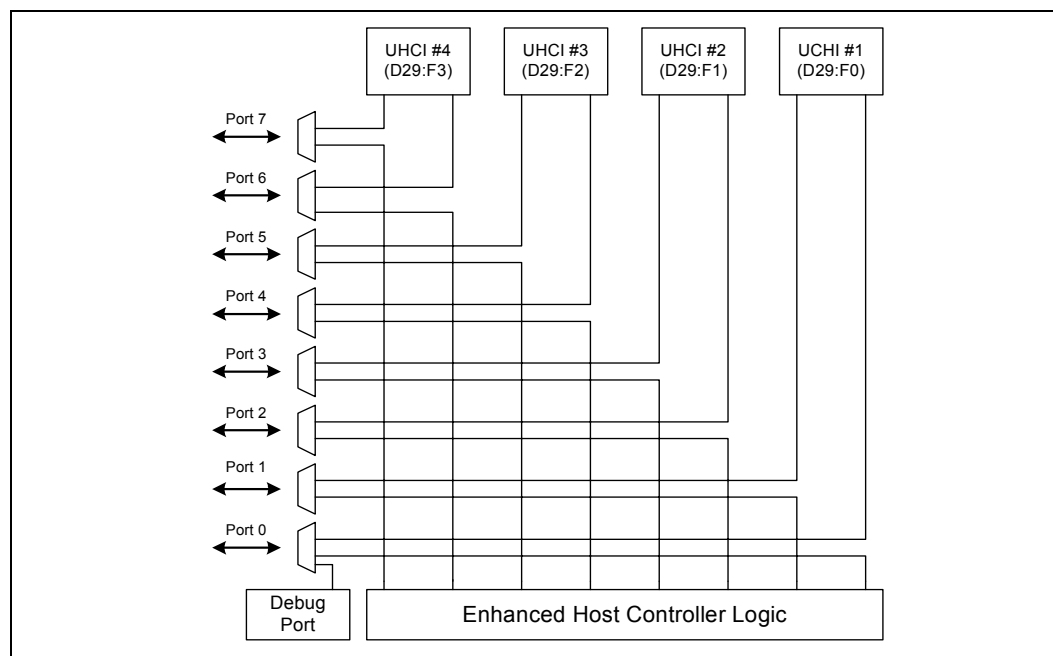 UHCI #4
(D29:F3)
UHCI #3
(D29:F2)
UHCI #2
(D29:F1)
UCHI #1
(D29:F0)
Port 7
Port 6
Port 5
Port 4
Port 3
Port 2
Port 1
Port 0
Debug
Port
Enhanced Host Controller Logic